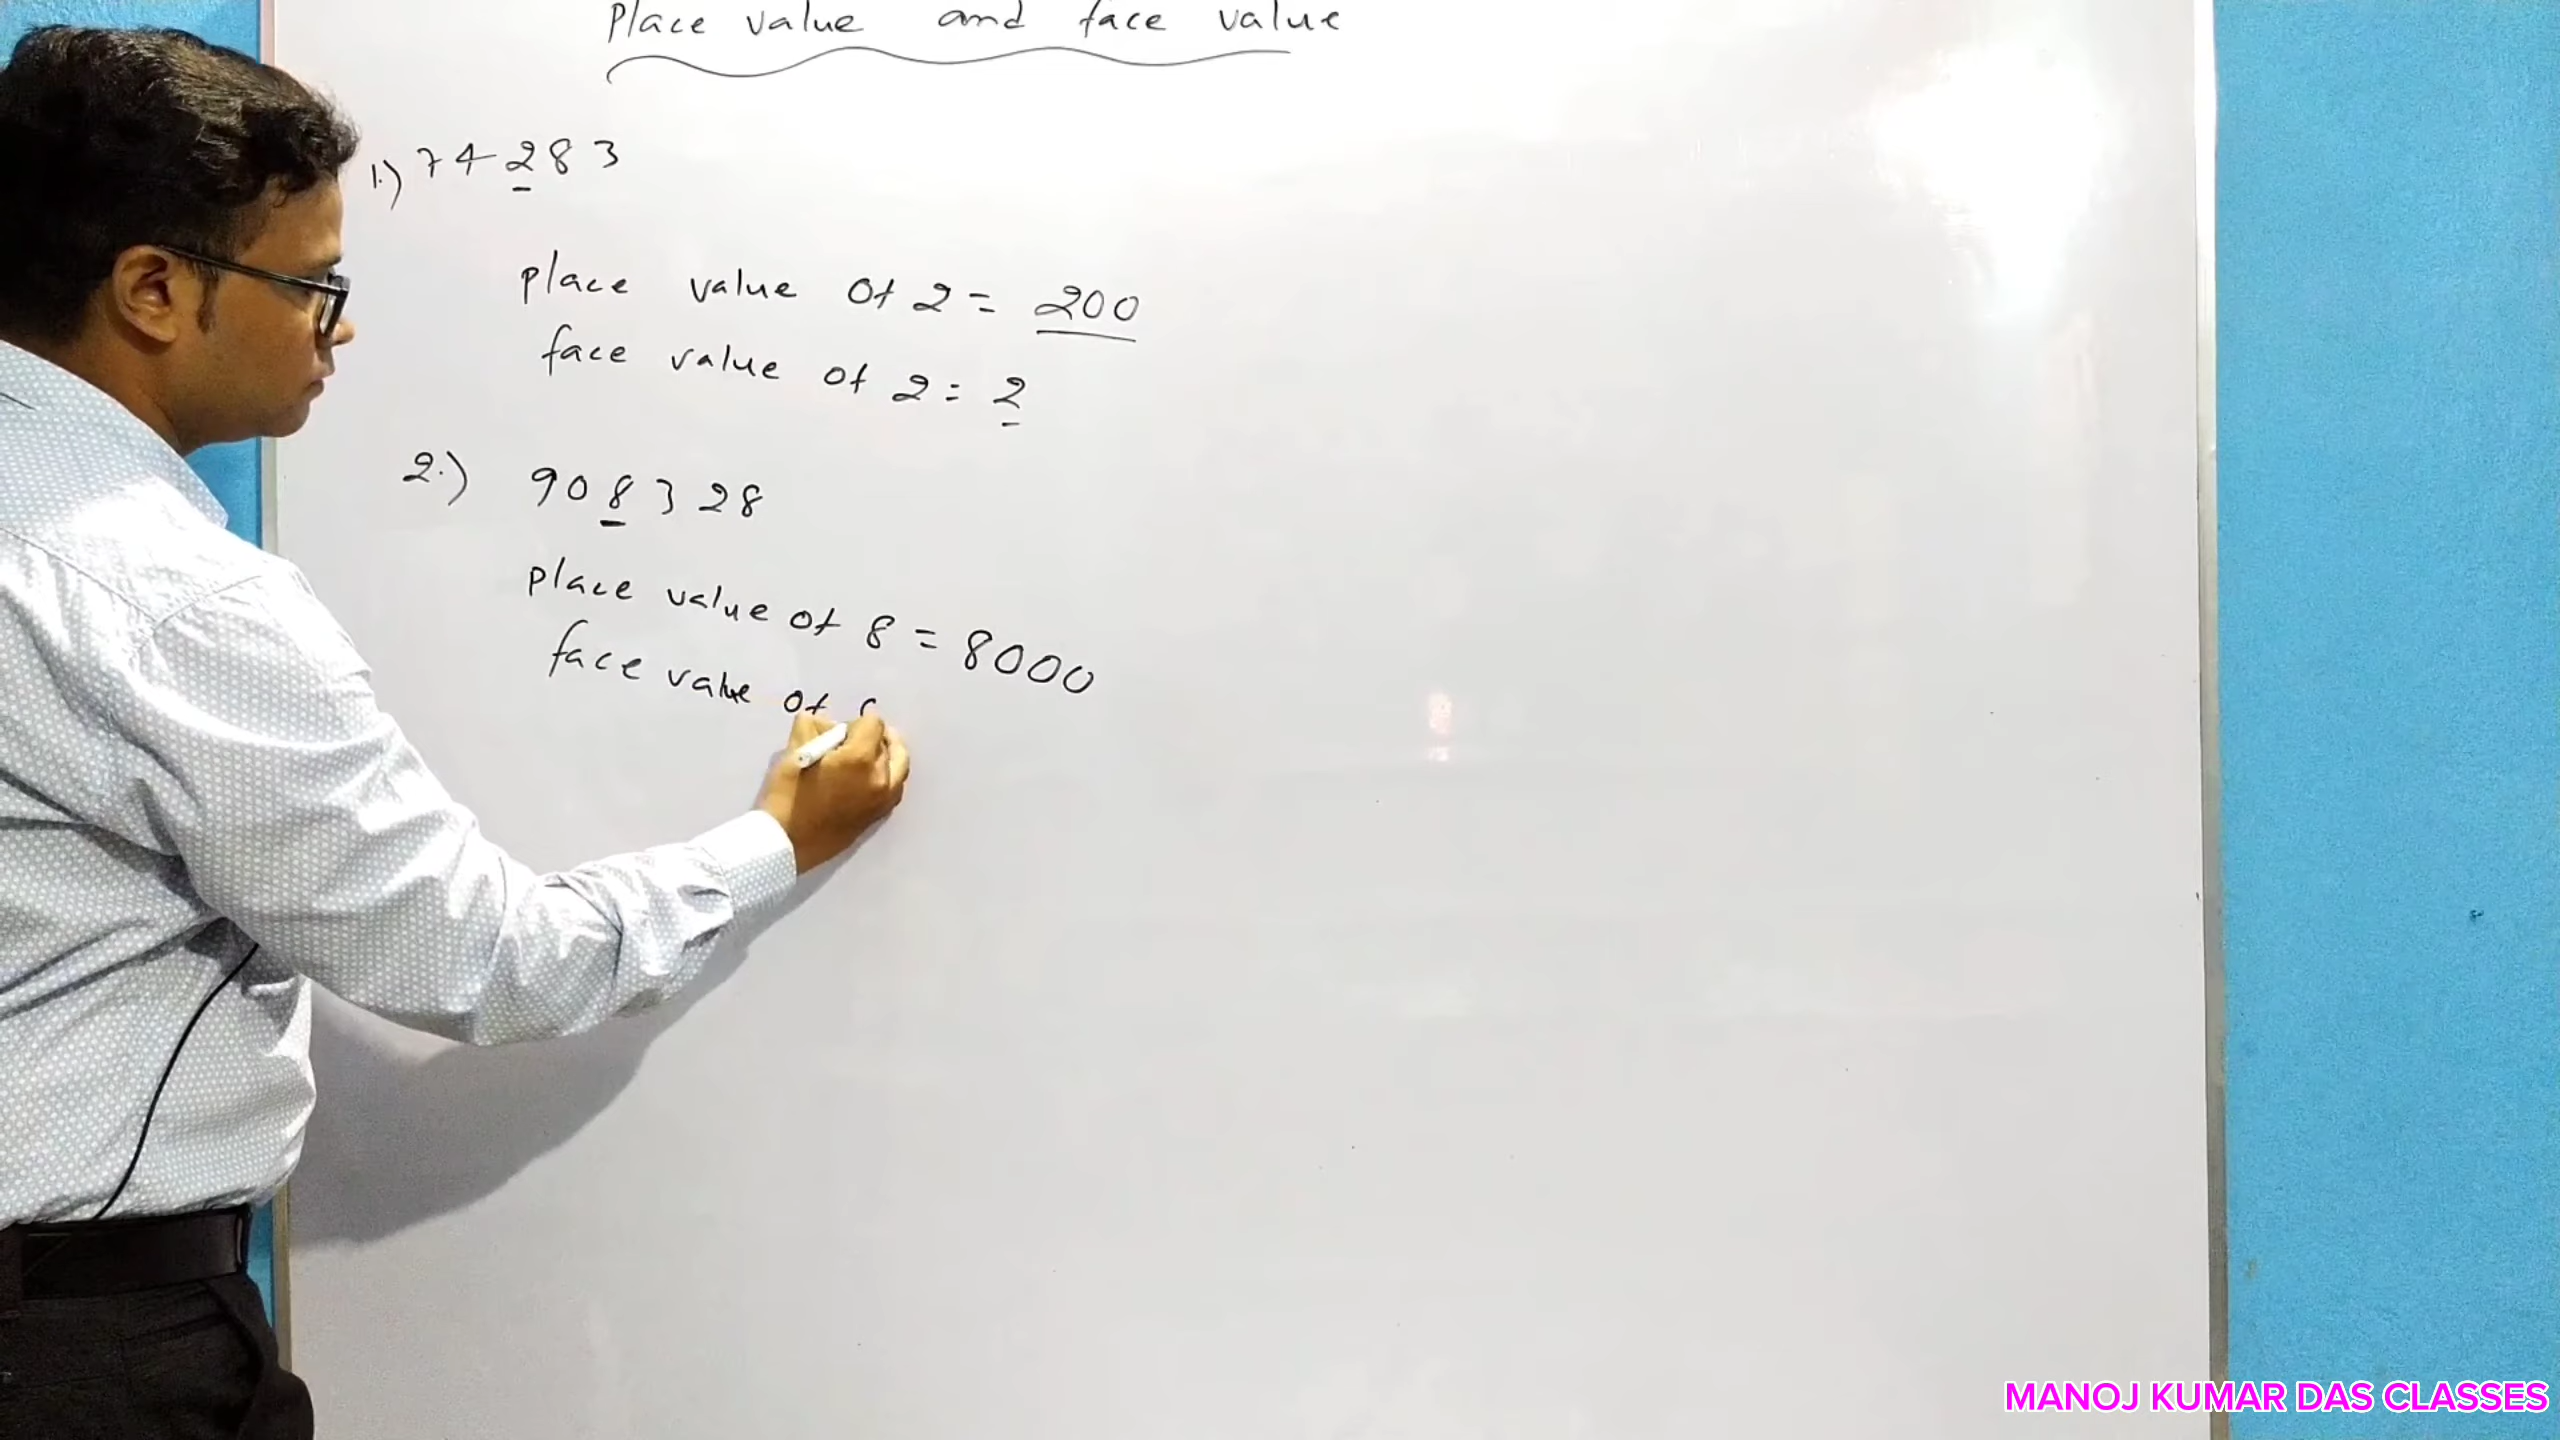 Place value and face value
1.) 74283
place value of 2 = 200
face value of 2 = 2
2.) 908328
place value of 8 = 8000
face value of
MANOJ KUMAR DAS CLASSES